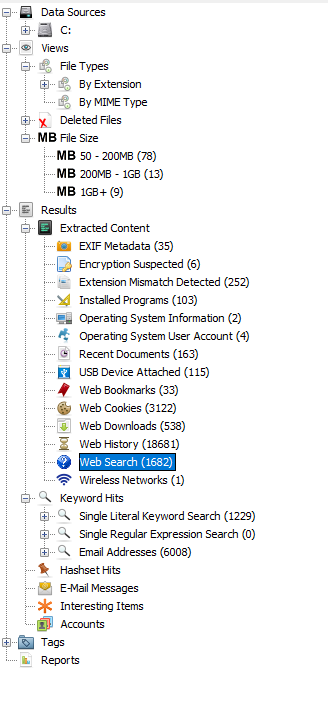 Data Sources
C:
Views
File Types
By Extension
By MIME Type
Deleted Files
MB File Size
MB 50 - 200MB (78)
MB 200MB - 1GB (13)
MB 1GB+ (9)
Results
Extracted Content
EXIF Metadata (35)
Encryption Suspected (6)
Extension Mismatch Detected (252)
Installed Programs (103)
Operating System Information (2)
Operating System User Account (4)
Recent Documents (163)
USB Device Attached (115)
Web Bookmarks (33)
Web Cookies (3122)
Web Downloads (538)
Web History (18681)
Web Search (1682)
Wireless Networks (1)
Keyword Hits
Single Literal Keyword Search (1229)
Single Regular Expression Search (0)
Email Addresses (6008)
Hashset Hits
E-Mail Messages
Interesting Items
Accounts
Tags
Reports